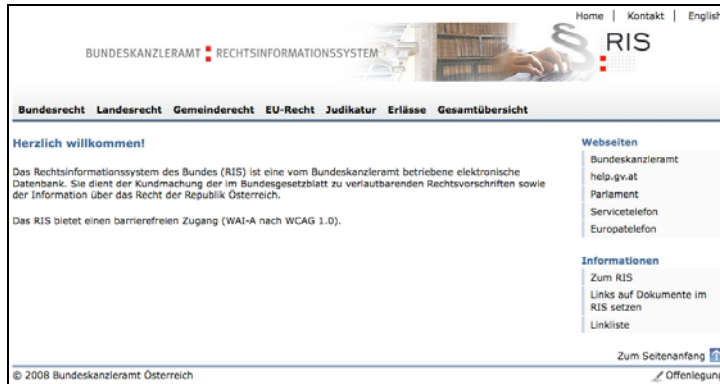 Home | Kontakt | English
BUNDESKANZLERAMT RECHTSINFORMATIONSSYSTEM
§ RIS
Bundesrecht Landesrecht Gemeinderecht EU-Recht Judikatur Erlässe Gesamtübersicht
Herzlich willkommen!
Das Rechtsinformationssystem des Bundes (RIS) ist eine vom Bundeskanzleramt betriebene elektronische
Datenbank. Sie dient der Kundmachung der im Bundesgesetzblatt zu verlautbarenden Rechtsvorschriften sowie
der Information über das Recht der Republik Österreich.
Das RIS bietet einen barrierefreien Zugang (WAI-A nach WCAG 1.0).
Webseiten
Bundeskanzleramt
help.gv.at
Parlament
Servicetelefon
Europatelefon
Informationen
Zum RIS
Links auf Dokumente im
RIS setzen
Linkliste
Zum Seitenanfang
© 2008 Bundeskanzleramt Österreich
Offenlegung